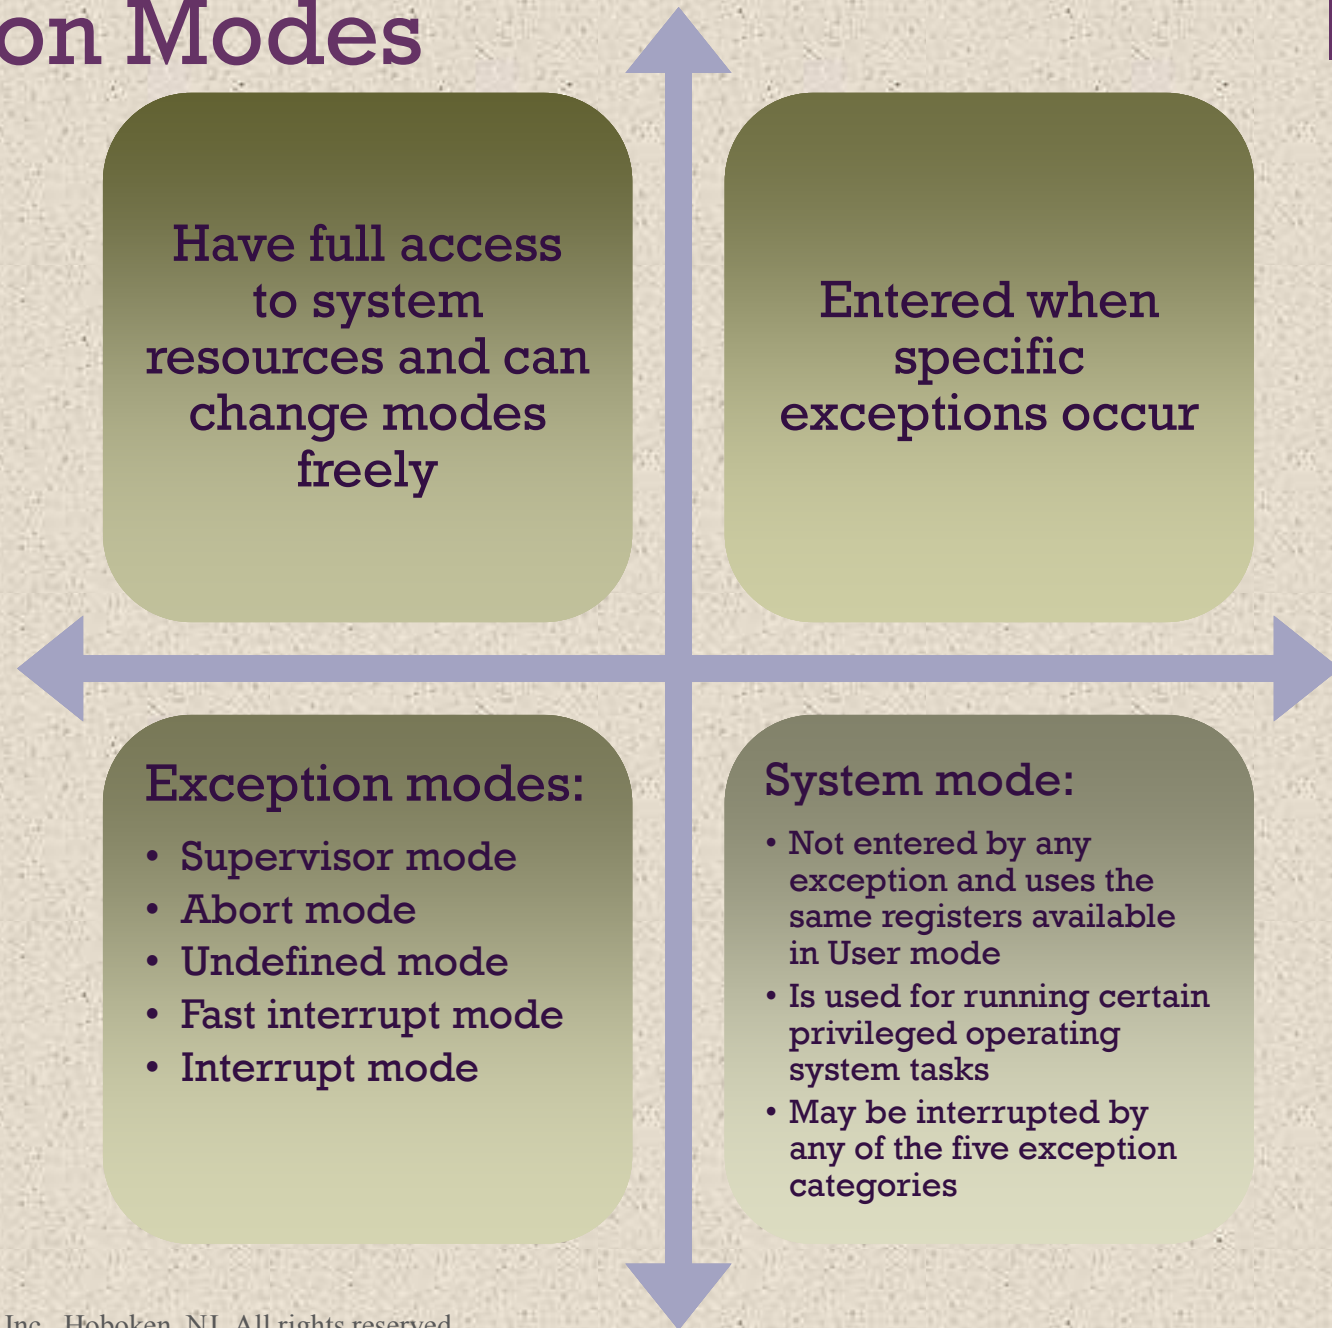 on Modes
Have full access
to system
resources and can
change modes
freely
Entered when
specific
exceptions occur
Exception modes:
• Supervisor mode
• Abort mode
• Undefined mode
• Fast interrupt mode
• Interrupt mode
System mode:
• Not entered by any
exception and uses the
same registers available
in User mode
• Is used for running certain
privileged operating
system tasks
• May be interrupted by
any of the five exception
categories
Inc., Hoboken, NJ. All rights reserved.